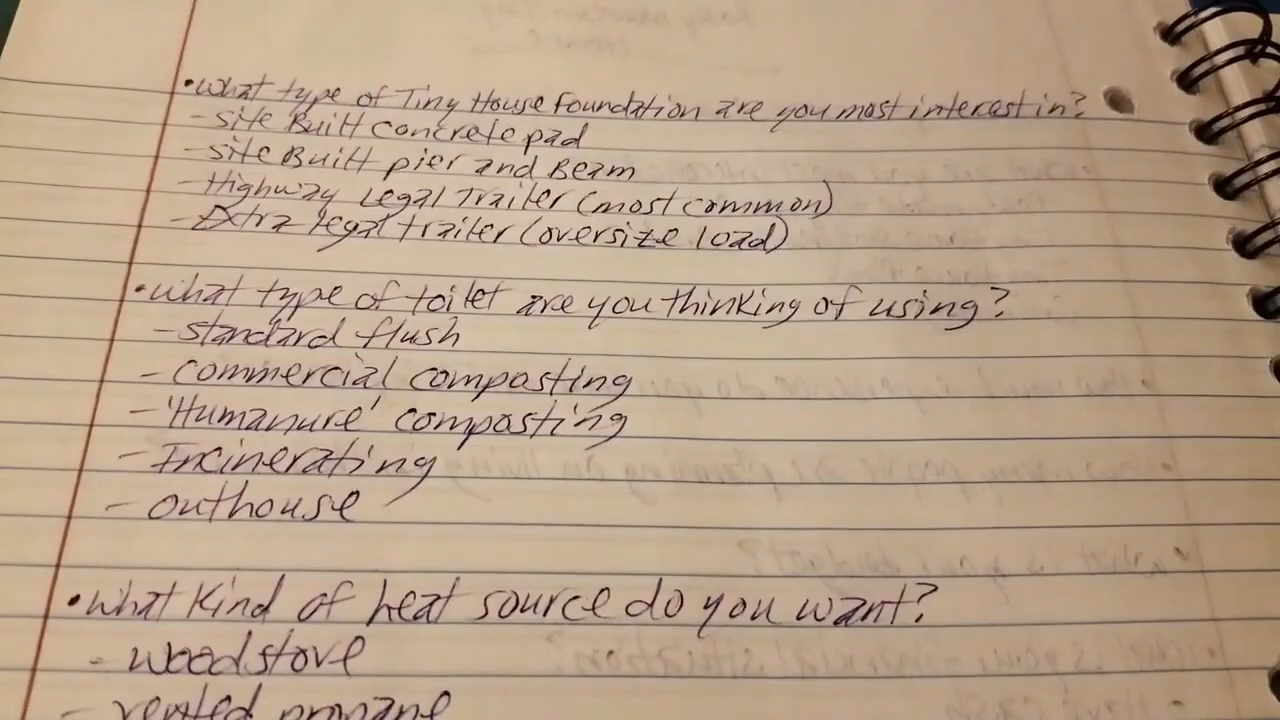 •What type of Tiny House Foundation are you most interest in?
-site Built concrete pad
-site Built pier and Beam
-Highway Legal Trailer (most common)
-Extra legal trailer (oversize load)
•what type of toilet are you thinking of using?
-standard flush
-commercial composting
-'Humanure' composting
-Incinerating
-outhouse
•what Kind of heat source do you want?
-woodstove
-vented propane